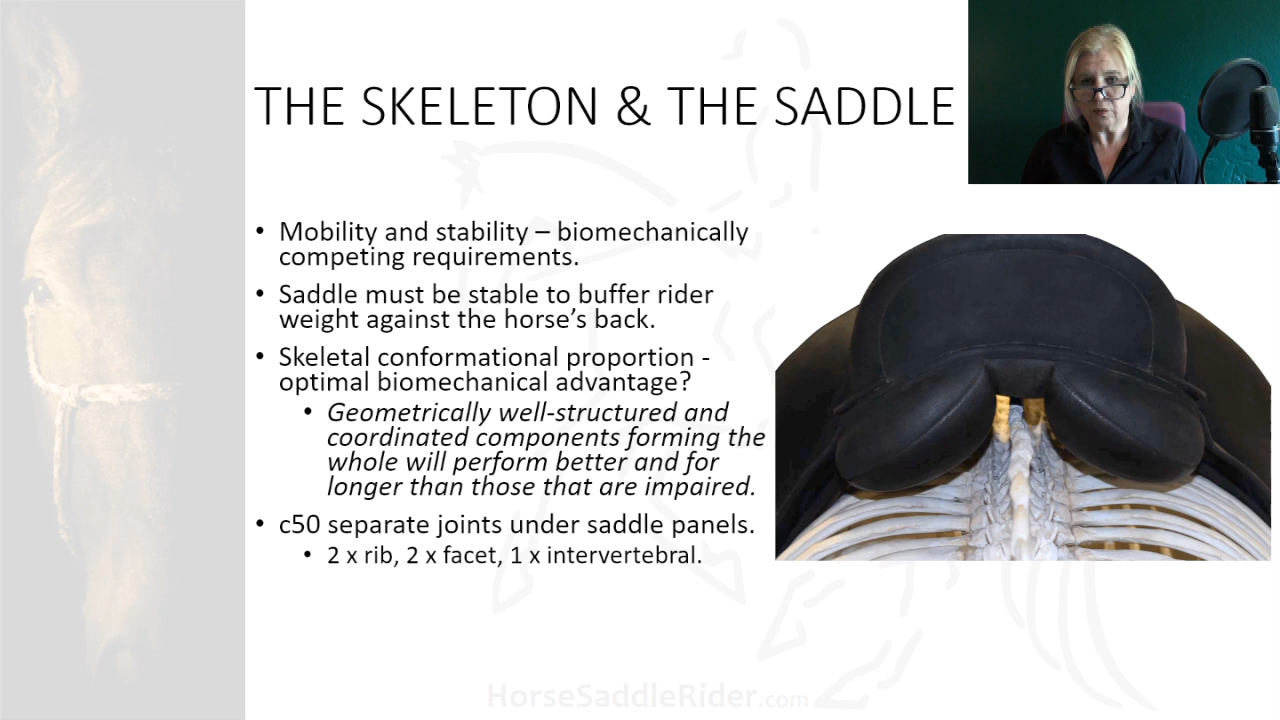 THE SKELETON & THE SADDLE
• Mobility and stability – biomechanically
competing requirements.
• Saddle must be stable to buffer rider
weight against the horse’s back.
• Skeletal conformational proportion -
optimal biomechanical advantage?
• Geometrically well-structured and
coordinated components forming the
whole will perform better and for
longer than those that are impaired.
• c50 separate joints under saddle panels.
• 2 x rib, 2 x facet, 1 x intervertebral.
HorseSaddleRider.com